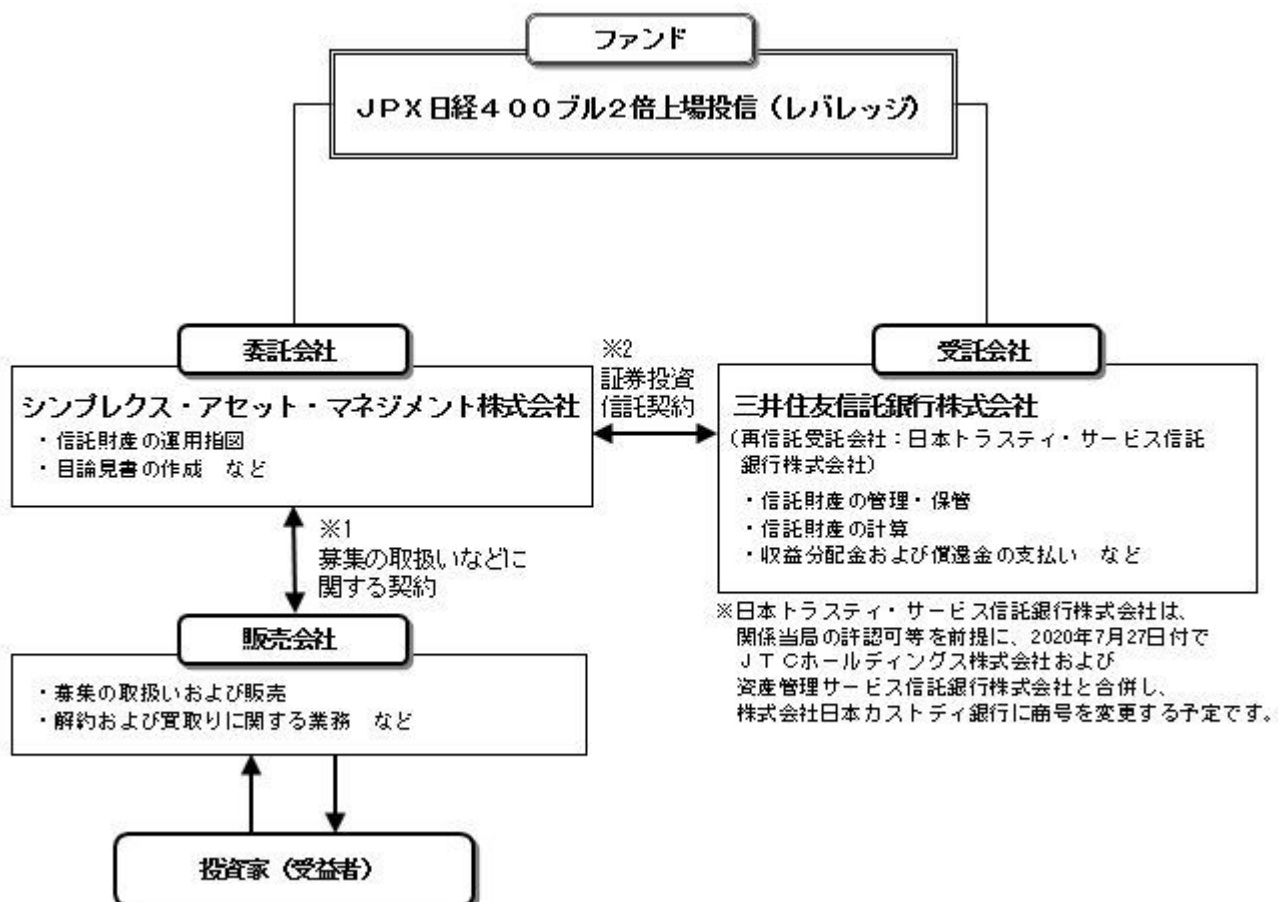 ファンド
JPX日経400ブル2倍上場投信（レバレッジ）
委託会社
シンプレクス・アセット・マネジメント株式会社
・信託財産の運用指図
・目論見書の作成　など
※2
証券投資
信託契約
受託会社
三井住友信託銀行株式会社
（再信託受託会社：日本トラスティ・サービス信託
銀行株式会社）
・信託財産の管理・保管
・信託財産の計算
・収益分配金および償還金の支払い　など
※1
募集の取扱いなどに
関する契約
※日本トラスティ・サービス信託銀行株式会社は、
関係当局の許認可等を前提に、2020年7月27日付で
ＪＴＣホールディングス株式会社および
資産管理サービス信託銀行株式会社と合併し、
株式会社日本カストディ銀行に商号を変更する予定です。
販売会社
・募集の取扱いおよび販売
・解約および買取りに関する業務　など
投資家（受益者）